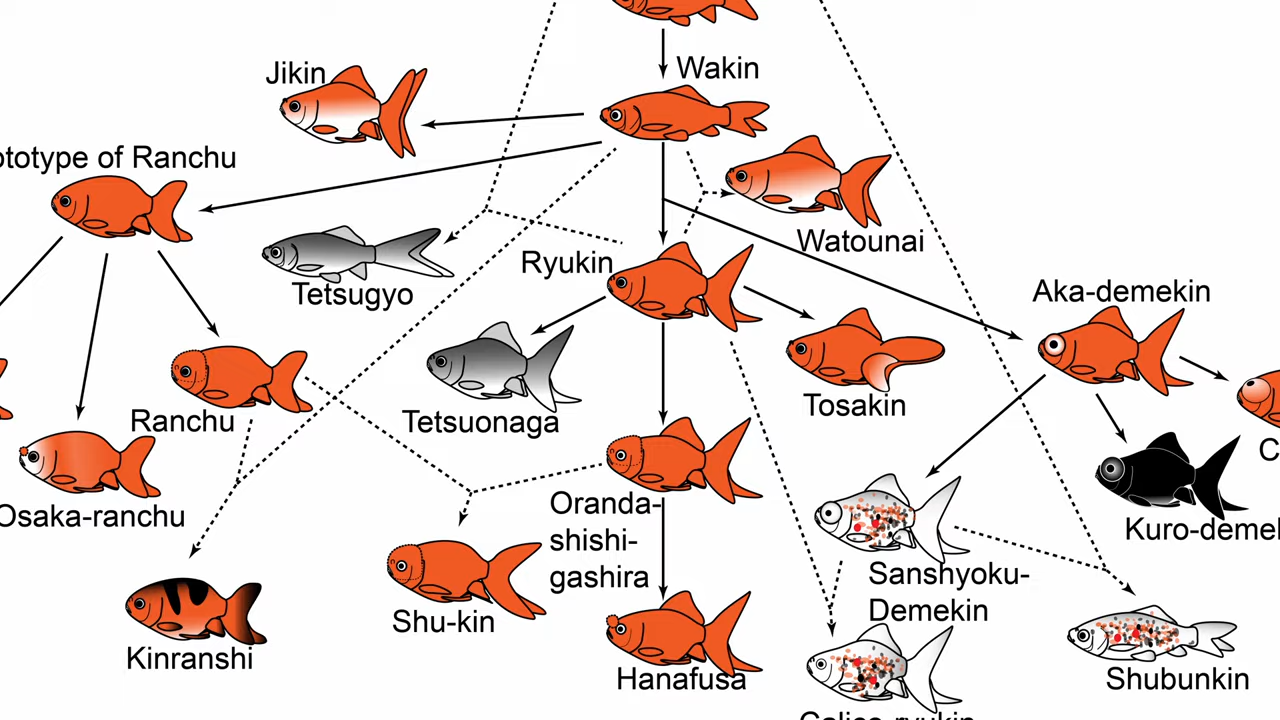 Wakin
Jikin
ototype of Ranchu
Watounai
Ryukin
Tetsugyo
Aka-demekin
Tosakin
Ranchu
Tetsuonaga
Osaka-ranchu
Oranda-
shishi-
gashira
Kuro-demek
Sanshyoku-
Demekin
Shu-kin
Kinranshi
Hanafusa
Shubunkin